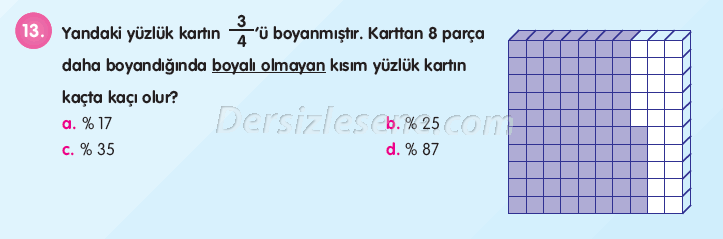 13. Yandaki yüzlük kartın 3/4'ü boyanmıştır. Karttan 8 parça
daha boyandığında boyalı olmayan kısım yüzlük kartın
kaçta kaçı olur?
a. % 17 b. % 25
c. % 35 d. % 87
Dersizlesene.com